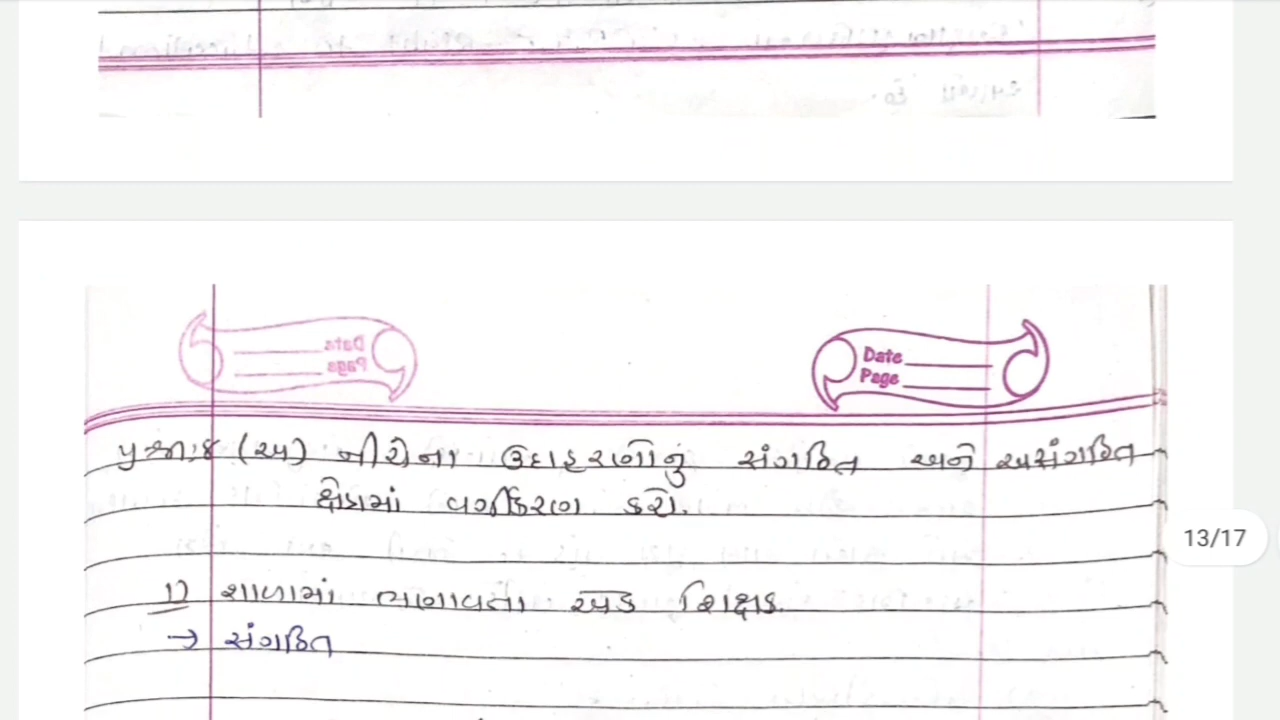 Date
Page
પ્રશ્ન:૪ (અ) નીચેના ઉદાહરણોનું સંગઠિત અને અસંગઠિત
ક્ષેત્રમાં વર્ગીકરણ કરો.
1) શાળામાં ભણાવતા એક શિક્ષક.
→ સંગઠિત
13/17